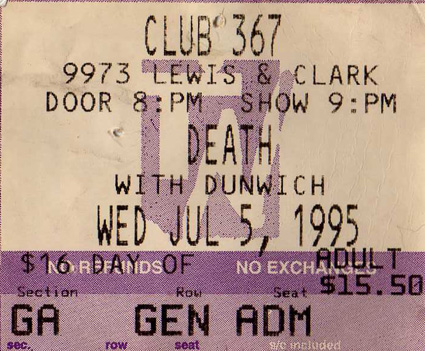 CLUB 367
9973 LEWIS & CLARK
DOOR 8:PM SHOW 9:PM
DEATH
WITH DUNWICH
WED JUL 5, 1995
$16 DAY OF ADULT
NO REFUNDS NO EXCHANGES
Section Row Seat $15.50
GA GEN ADM
sec. row seat s/c included